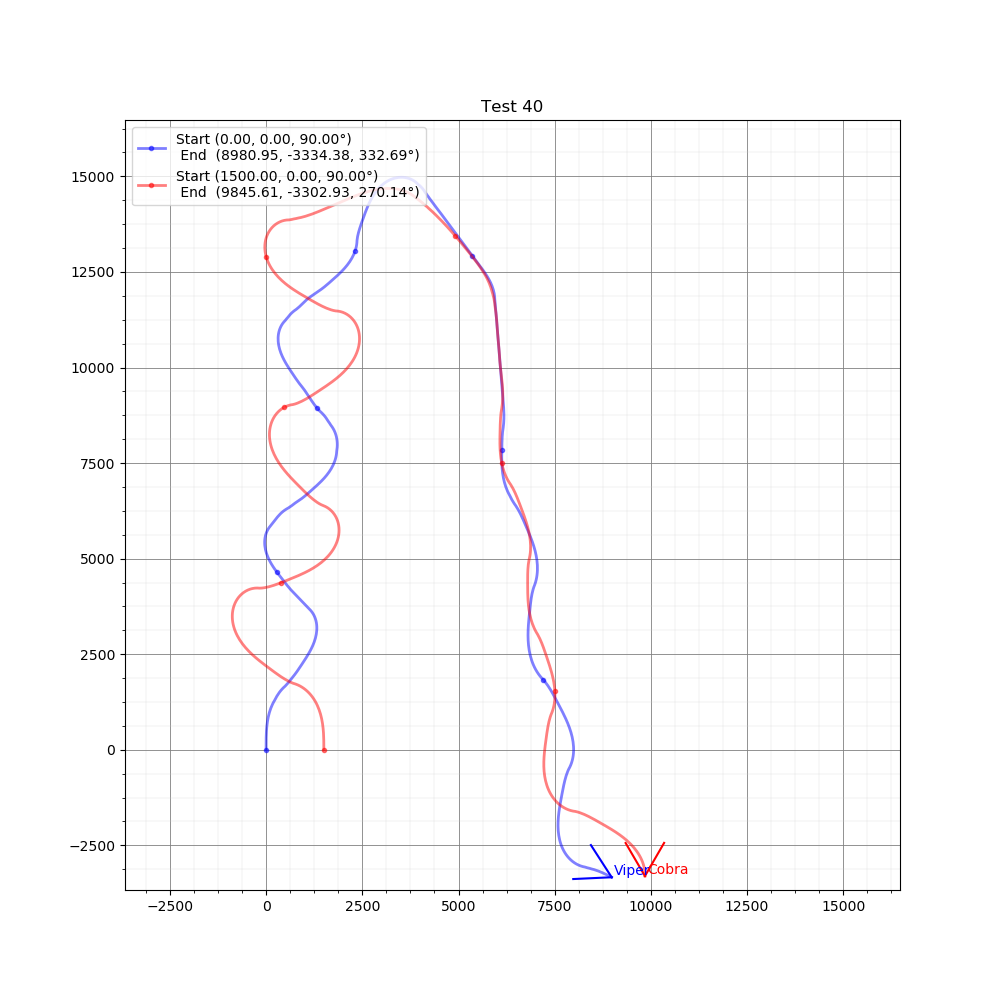 Test 40
Start (0.00, 0.00, 90.00°)
End  (8980.95, -3334.38, 332.69°)
Start (1500.00, 0.00, 90.00°)
End  (9845.61, -3302.93, 270.14°)
15000
12500
10000
7500
5000
2500
0
−2500
Viper
Cobra
−2500 0 2500 5000 7500 10000 12500 15000